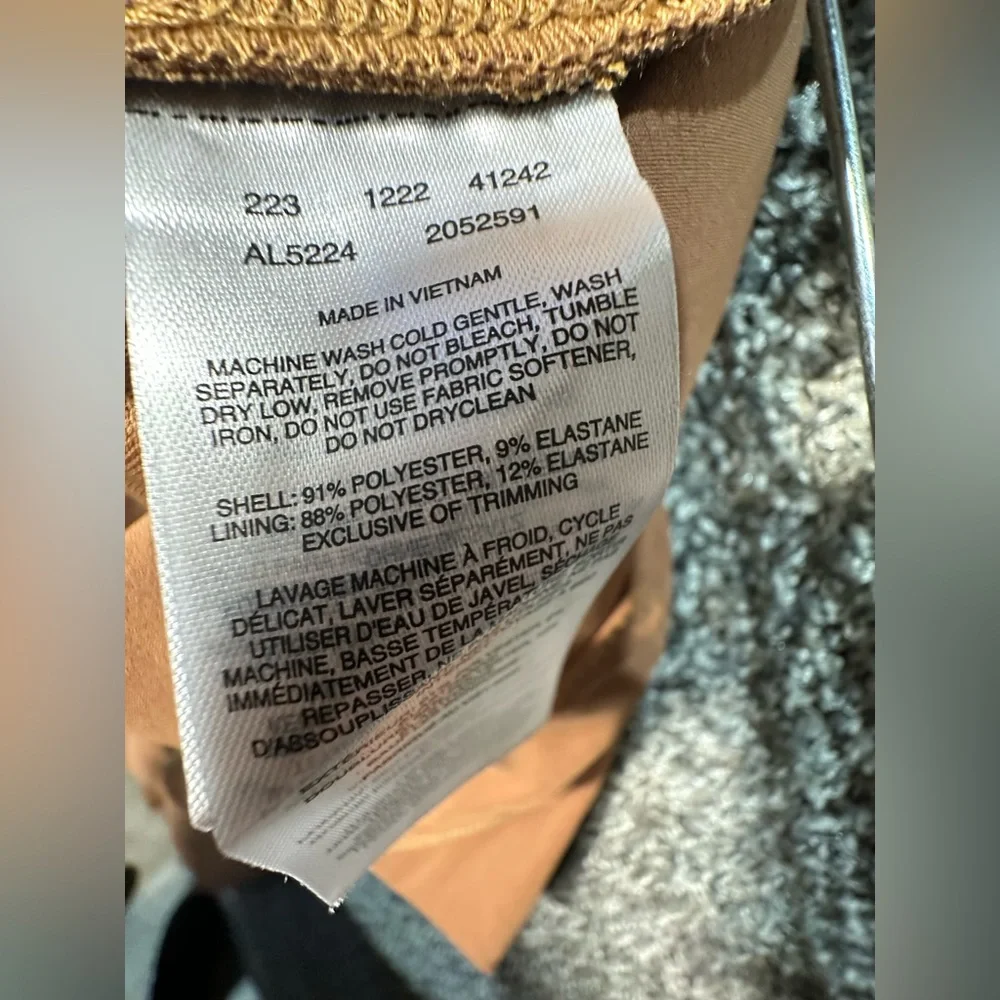 223 1222 41242
AL5224 2052591
MADE IN VIETNAM
MACHINE WASH COLD GENTLE, WASH
SEPARATELY, DO NOT BLEACH, TUMBLE
DRY LOW, REMOVE PROMPTLY, DO NOT
IRON, DO NOT USE FABRIC SOFTENER,
DO NOT DRYCLEAN
SHELL: 91% POLYESTER, 9% ELASTANE
LINING: 88% POLYESTER, 12% ELASTANE
EXCLUSIVE OF TRIMMING
LAVAGE MACHINE À FROID, CYCLE
DÉLICAT, LAVER SÉPARÉMENT, NE PAS
UTILISER D'EAU DE JAVEL,
MACHINE, BASSE
IMMÉDIATEMENT DE LA
REPASSER,